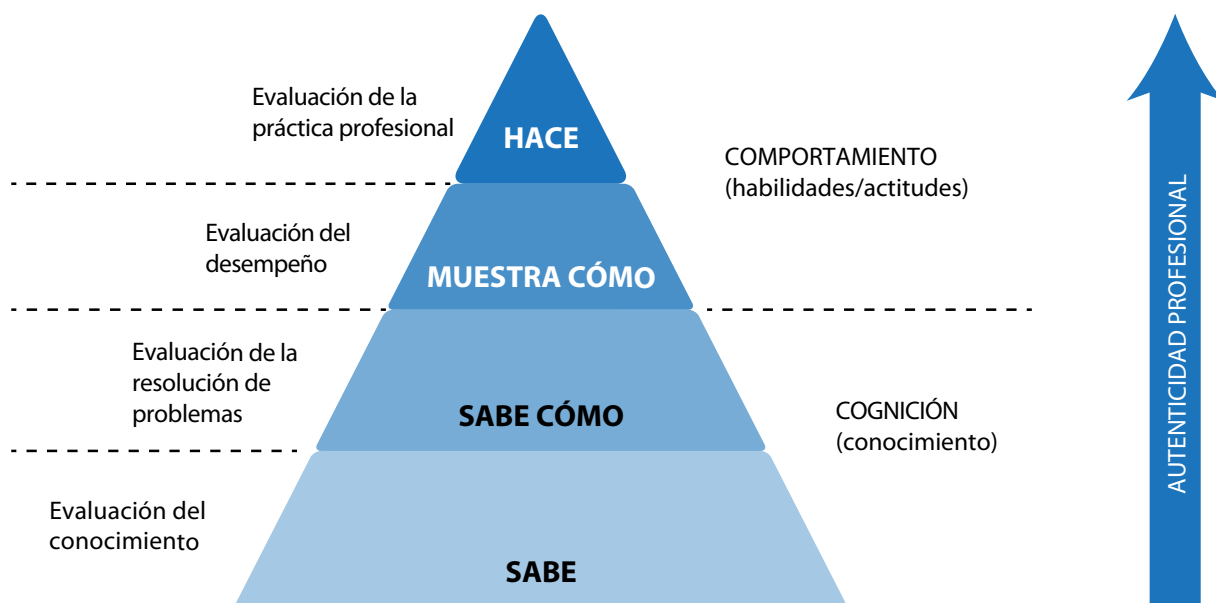 Evaluación de la
práctica profesional
HACE
COMPORTAMIENTO
(habilidades/actitudes)
Evaluación del
desempeño
MUESTRA CÓMO
Evaluación de la
resolución de
problemas
SABE CÓMO
COGNICIÓN
(conocimiento)
Evaluación del
conocimiento
SABE
AUTENTICIDAD PROFESIONAL